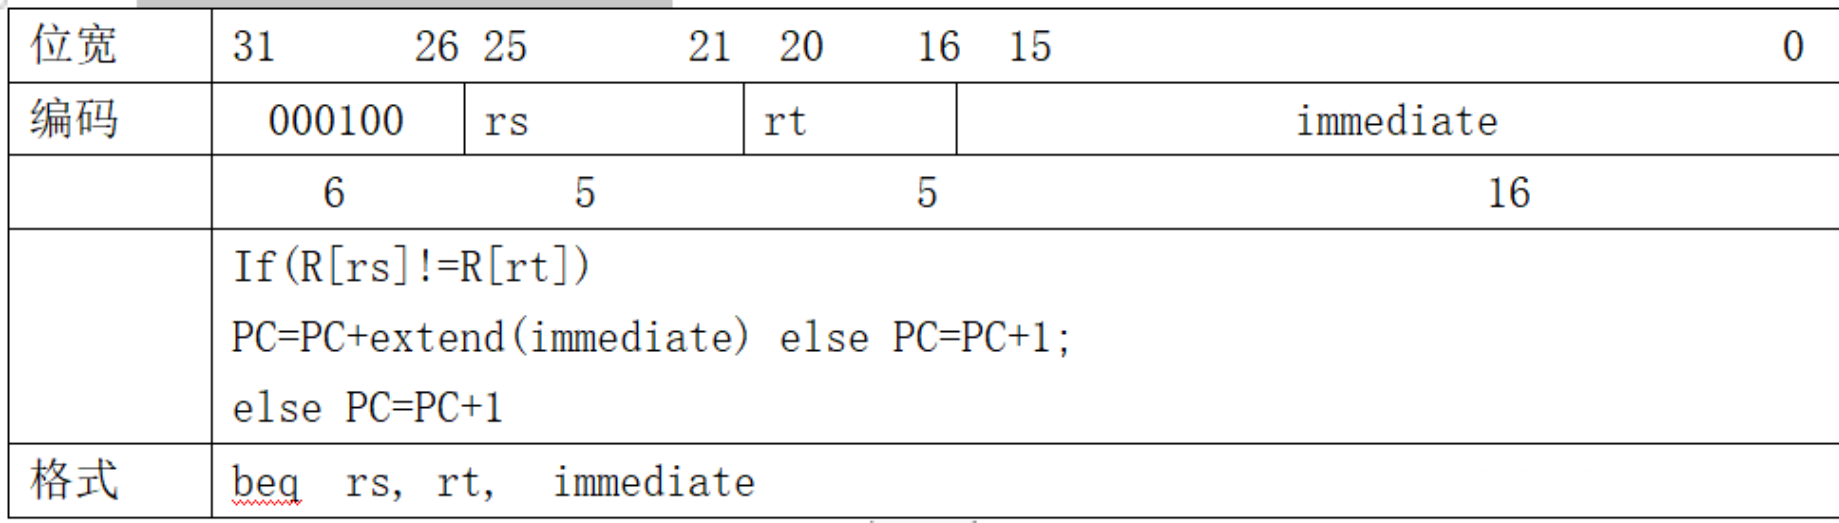 位宽 31 26 25 21 20 16 15 0
编码 000100 rs rt immediate
6 5 5 16
If(R[rs]!=R[rt])
PC=PC+extend(immediate) else PC=PC+1;
else PC=PC+1
格式 beq rs, rt, immediate